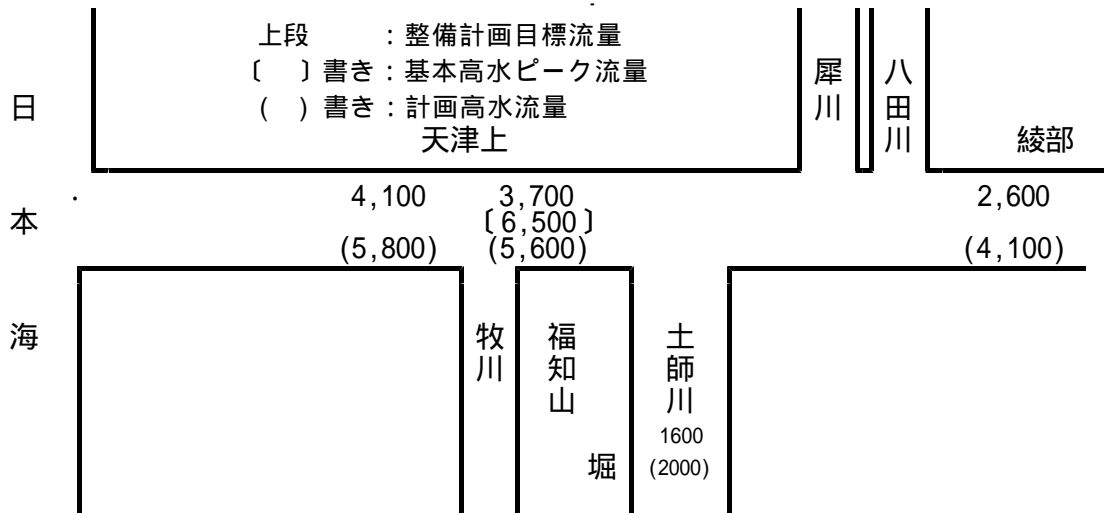 上段　　：整備計画目標流量
〔　〕書き：基本高水ピーク流量
(　) 書き：計画高水流量
天津上
犀川
八田川
綾部
日本海
4,100
3,700
2,600
〔6,500〕
(5,800)
(5,600)
(4,100)
牧川
福知山
堀
土師川
1600
(2000)